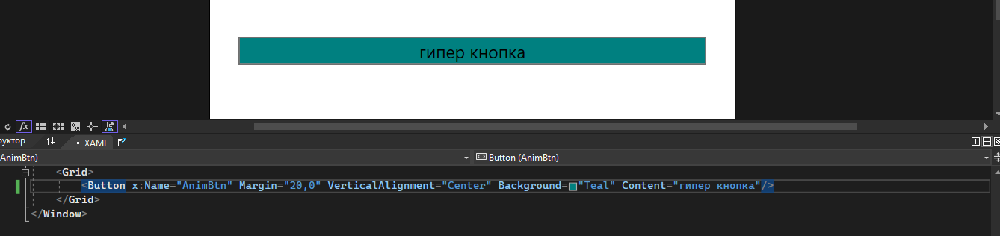 гипер кнопка
fx
руктор XAML
AnimBtn) Button (AnimBtn)
<Grid>
<Button x:Name="AnimBtn" Margin="20,0" VerticalAlignment="Center" Background="Teal" Content="гипер кнопка"/>
</Grid>
</Window>